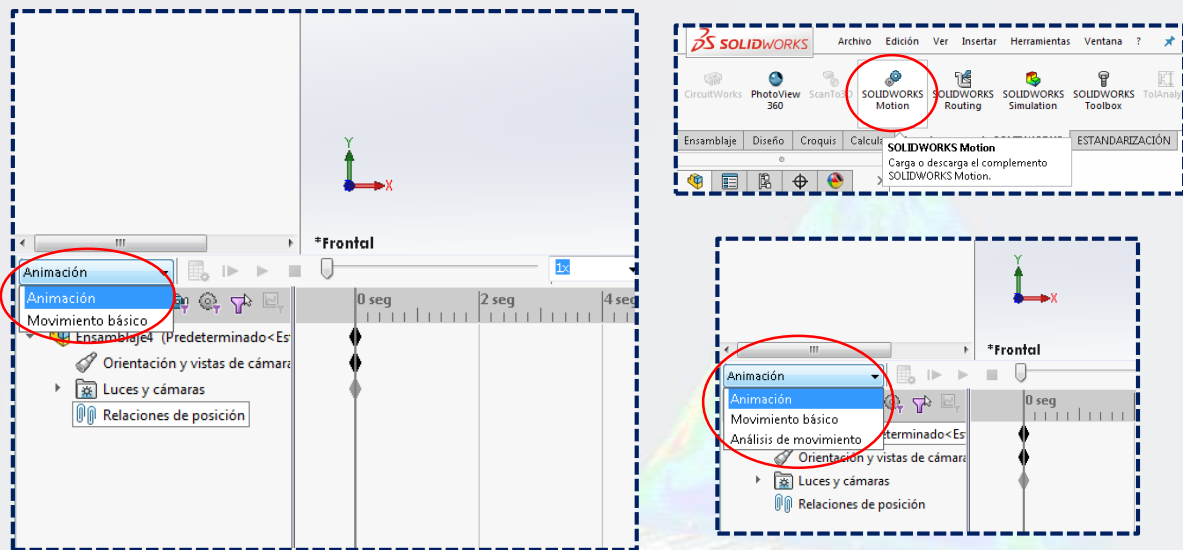 Y
X
*Frontal
Animación
1x
Animación
Movimiento básico
0 seg
2 seg
4 seg
Ensamblaje4 (Predeterminado<Es
Orientación y vistas de cámara
Luces y cámaras
Relaciones de posición
SOLIDWORKS
Archivo Edición Ver Insertar Herramientas Ventana ?
CircuitWorks
PhotoView 360
ScanTo3D
SOLIDWORKS Motion
SOLIDWORKS Routing
SOLIDWORKS Simulation
SOLIDWORKS Toolbox
TolAnaly
Ensamblaje Diseño Croquis Calcula ESTANDARIZACIÓN
SOLIDWORKS Motion
Carga o descarga el complemento
SOLIDWORKS Motion.
Y
X
*Frontal
Animación
Animación
Movimiento básico
Análisis de movimiento
0 seg
eterminado<Es
Orientación y vistas de cámara
Luces y cámaras
Relaciones de posición